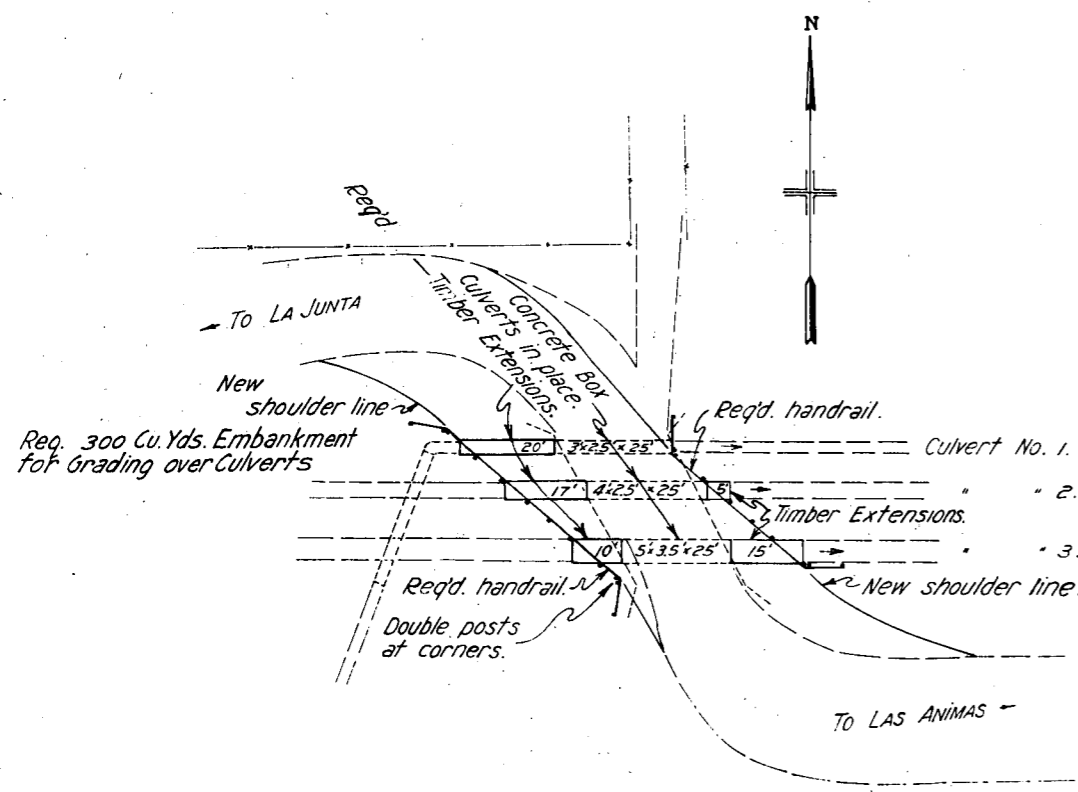 N
Req'd.
Concrete Box
Culverts in place.
Timber Extensions.
← To LA JUNTA
New
shoulder line
Req. 300 Cu. Yds. Embankment
for Grading over Culverts
Req'd. handrail.
20' 3'x2.5'x25'
Culvert No. 1.
17' 4'x2.5'x25' 5'
" " 2.
Timber Extensions.
10' 5'x3.5'x25' 15'
" " 3.
Req'd. handrail.
New shoulder line.
Double posts
at corners.
To LAS ANIMAS ←